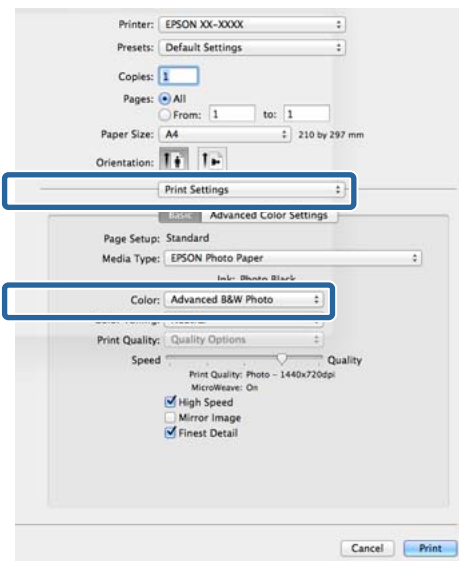 Printer: EPSON XX-XXXX
Presets: Default Settings
Copies: 1
Pages: All
From: 1 to: 1
Paper Size: A4 210 by 297 mm
Orientation:
Print Settings
Basic Advanced Color Settings
Page Setup: Standard
Media Type: EPSON Photo Paper
Ink: Photo Black
Color: Advanced B&W Photo
Color Toning: Neutral
Print Quality: Quality Options
Speed Quality
Print Quality: Photo - 1440x720dpi
MicroWeave: On
High Speed
Mirror Image
Finest Detail
Cancel Print